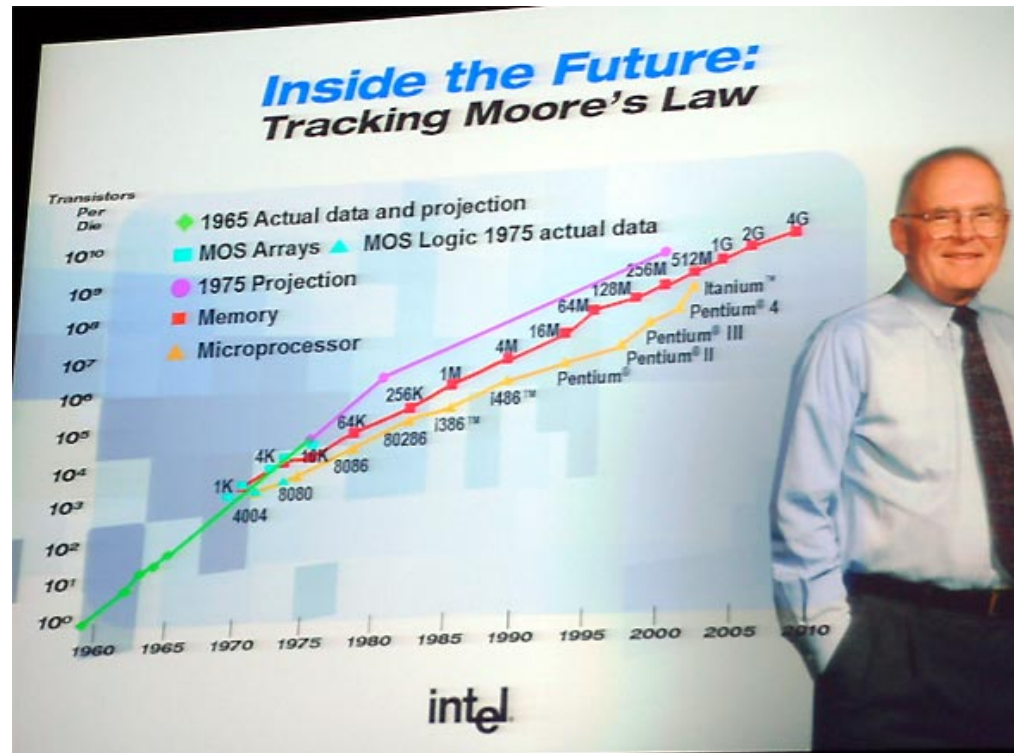 Inside the Future:
Tracking Moore's Law
Transistors
Per
Die
1965 Actual data and projection
MOS Arrays MOS Logic 1975 actual data
1975 Projection
Memory
Microprocessor
10¹⁰
10⁹
10⁸
10⁷
10⁶
10⁵
10⁴
10³
10²
10¹
10⁰
1K
4K
16K
64K
256K
1M
4M
16M
64M
128M
256M
512M
1G
2G
4G
4004
8080
8086
80286
i386™
i486™
Pentium®
Pentium® II
Pentium® III
Pentium® 4
Itanium™
1960 1965 1970 1975 1980 1985 1990 1995 2000 2005 2010
intel